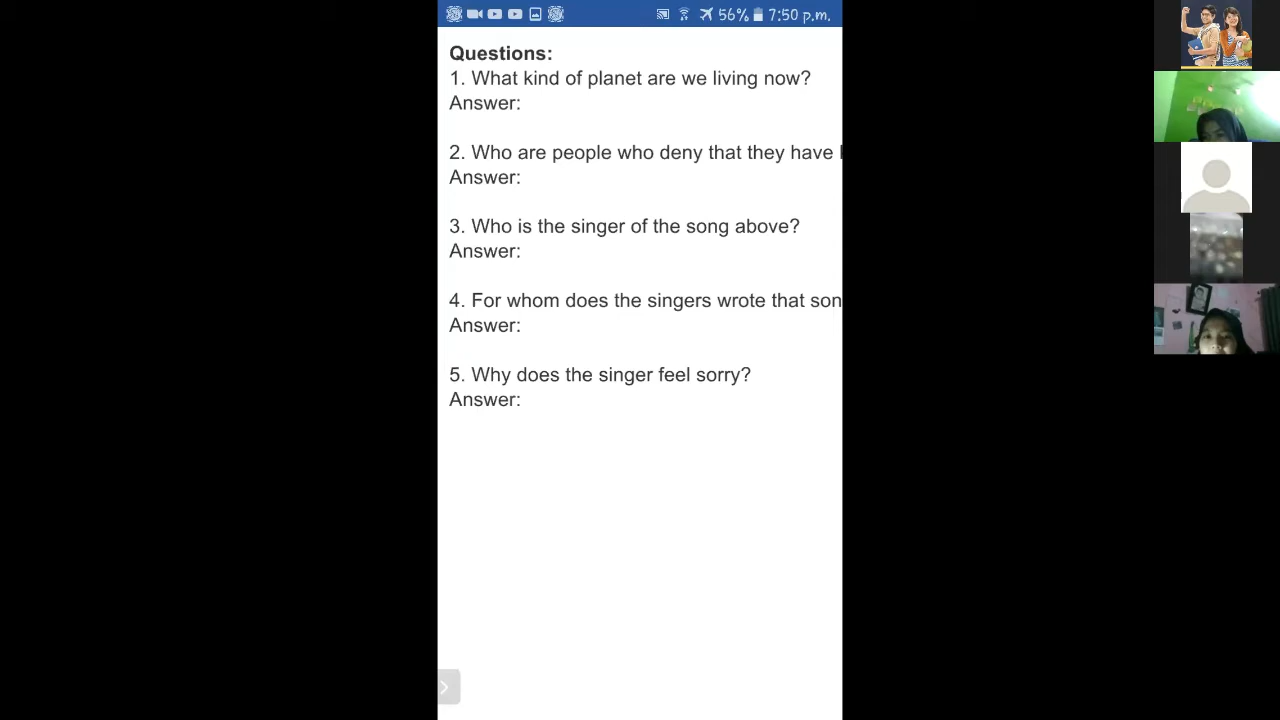 56% 7:50 p.m.
Questions:
1. What kind of planet are we living now?
Answer:
2. Who are people who deny that they have
Answer:
3. Who is the singer of the song above?
Answer:
4. For whom does the singers wrote that son
Answer:
5. Why does the singer feel sorry?
Answer: